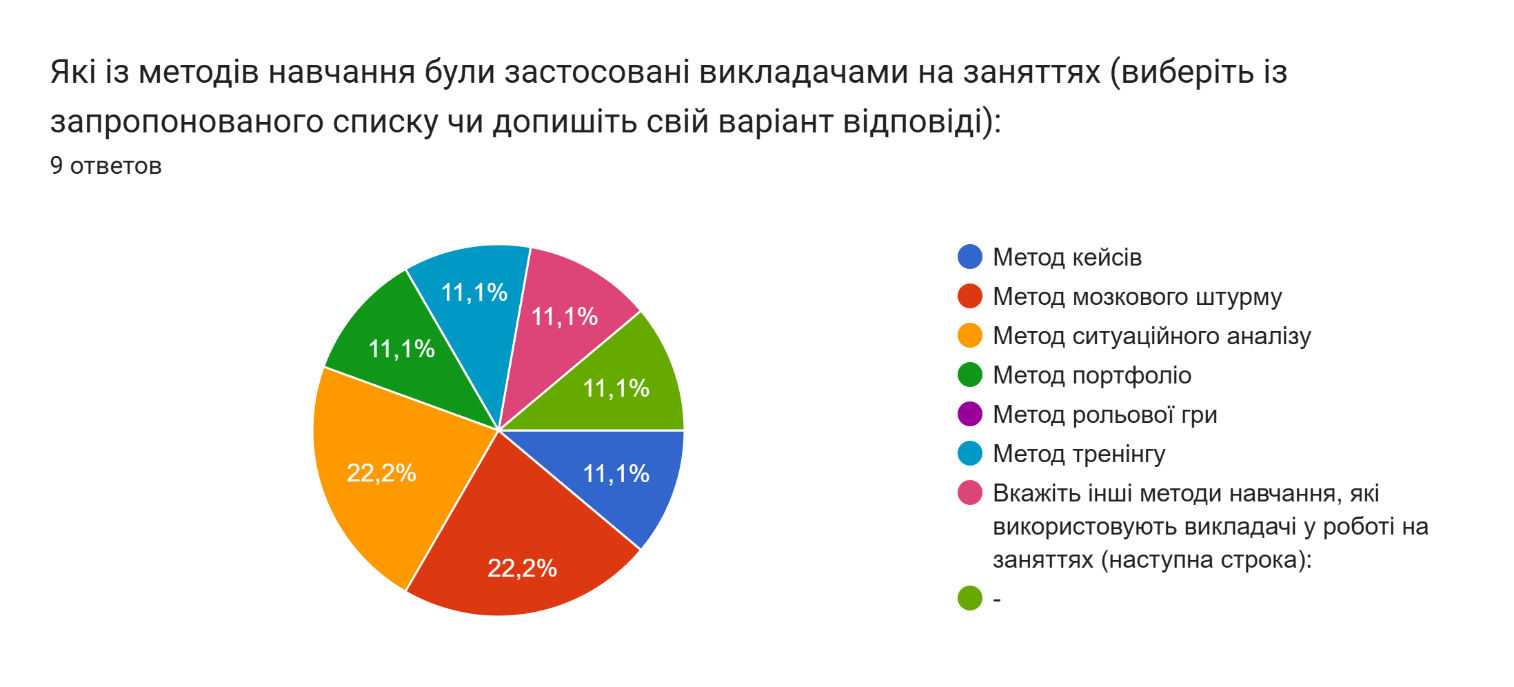 Які із методів навчання були застосовані викладачами на заняттях (виберіть із
запропонованого списку чи допишіть свій варіант відповіді):
9 ответов
11,1%
11,1%
11,1%
11,1%
22,2%
11,1%
22,2%
Метод кейсів
Метод мозкового штурму
Метод ситуаційного аналізу
Метод портфоліо
Метод рольової гри
Метод тренінгу
Вкажіть інші методи навчання, які
використовують викладачі у роботі на
заняттях (наступна строка):
-